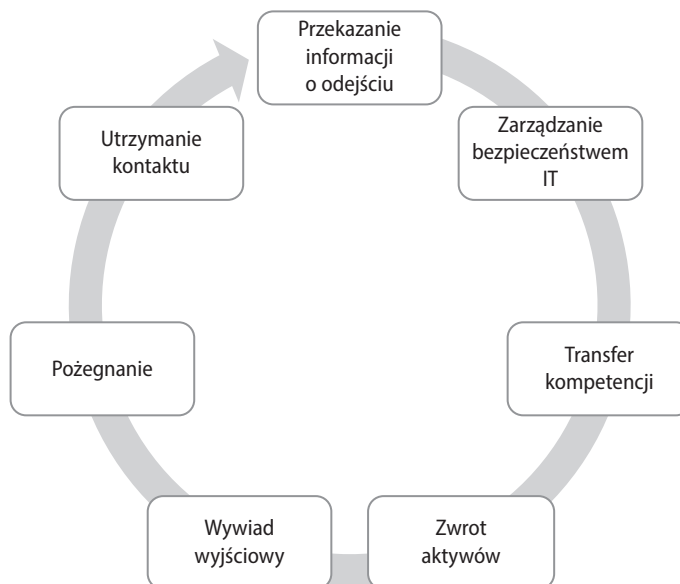 Przekazanie
informacji
o odejściu
Zarządzanie
bezpieczeństwem
IT
Transfer
kompetencji
Zwrot
aktywów
Wywiad
wyjściowy
Pożegnanie
Utrzymanie
kontaktu